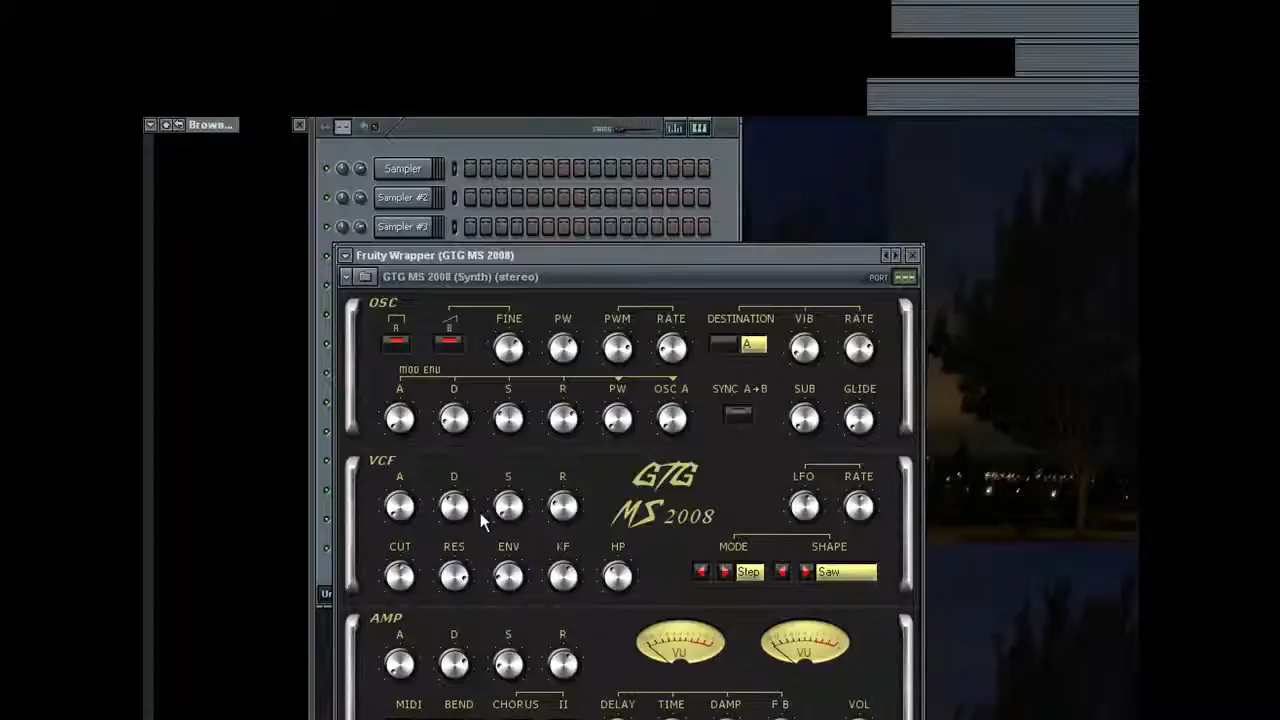 Brows...
SWING
Sampler
Sampler #2
Sampler #3
Fruity Wrapper (GTG MS 2008)
GTG MS 2008 (Synth) (stereo)
PORT
OSC
A B FINE PW PWM RATE DESTINATION VIB RATE
A
MOD ENV
A D S R PW OSC A SYNC A→B SUB GLIDE
VCF
A D S R LFO RATE
GTG
MS 2008
CUT RES ENV KF HP MODE SHAPE
Step Saw
AMP
A D S R
VU VU
MIDI BEND CHORUS II DELAY TIME DAMP F B VOL